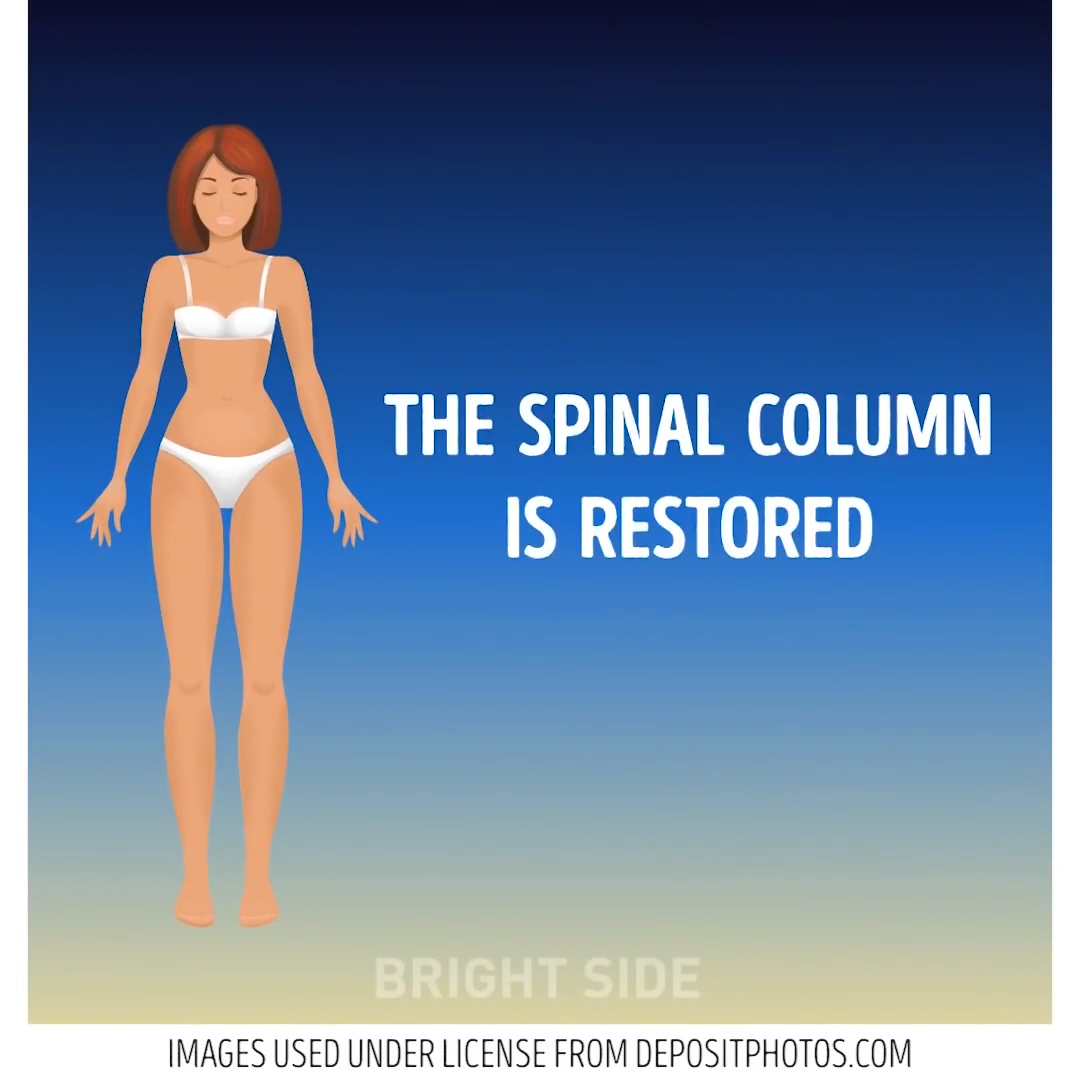 THE SPINAL COLUMN
IS RESTORED
BRIGHT SIDE
IMAGES USED UNDER LICENSE FROM DEPOSITPHOTOS.COM